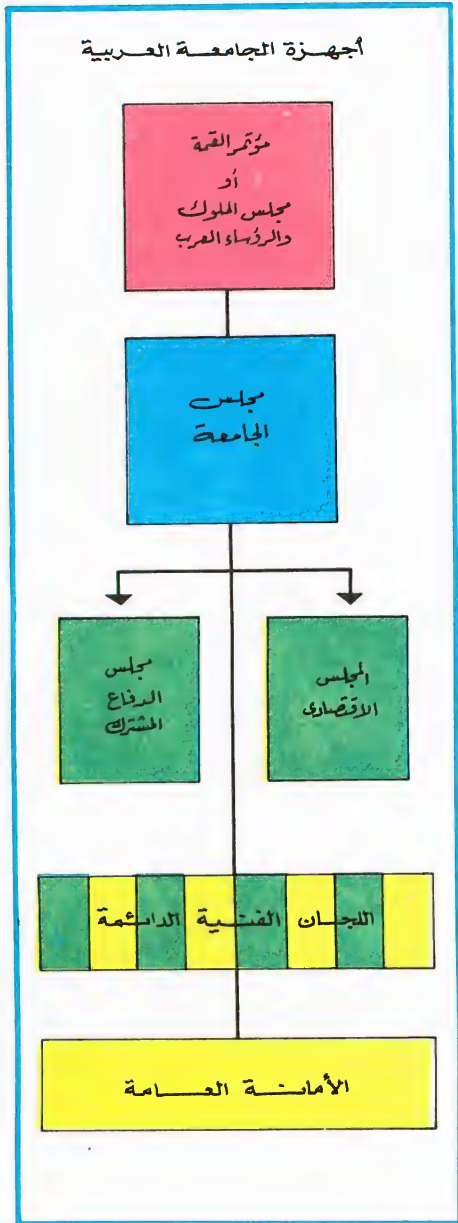 أجهزة الجامعة العربية
مؤتمر القمة
أو
مجلس الملوك
والرؤساء العرب
مجلس
الجامعة
المجلس
الاقتصادى
مجلس
الدفاع
المشترك
اللجان الفنية الدائمة
الأمانة العامة